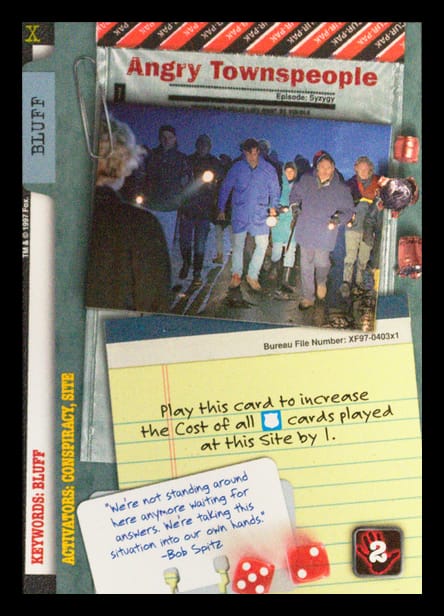 X
BLUFF
TM & © 1997 Fox.
KEYWORDS: BLUFF
ACTIVATORS: CONSPIRACY, SITE
Angry Townspeople
Episode: Syzygy
Bureau File Number: XF97-0403x1
Play this card to increase
the Cost of all cards played
at this Site by 1.
"We're not standing around
here anymore waiting for
answers. We're taking this
situation into our own hands."
-Bob Spitz
2